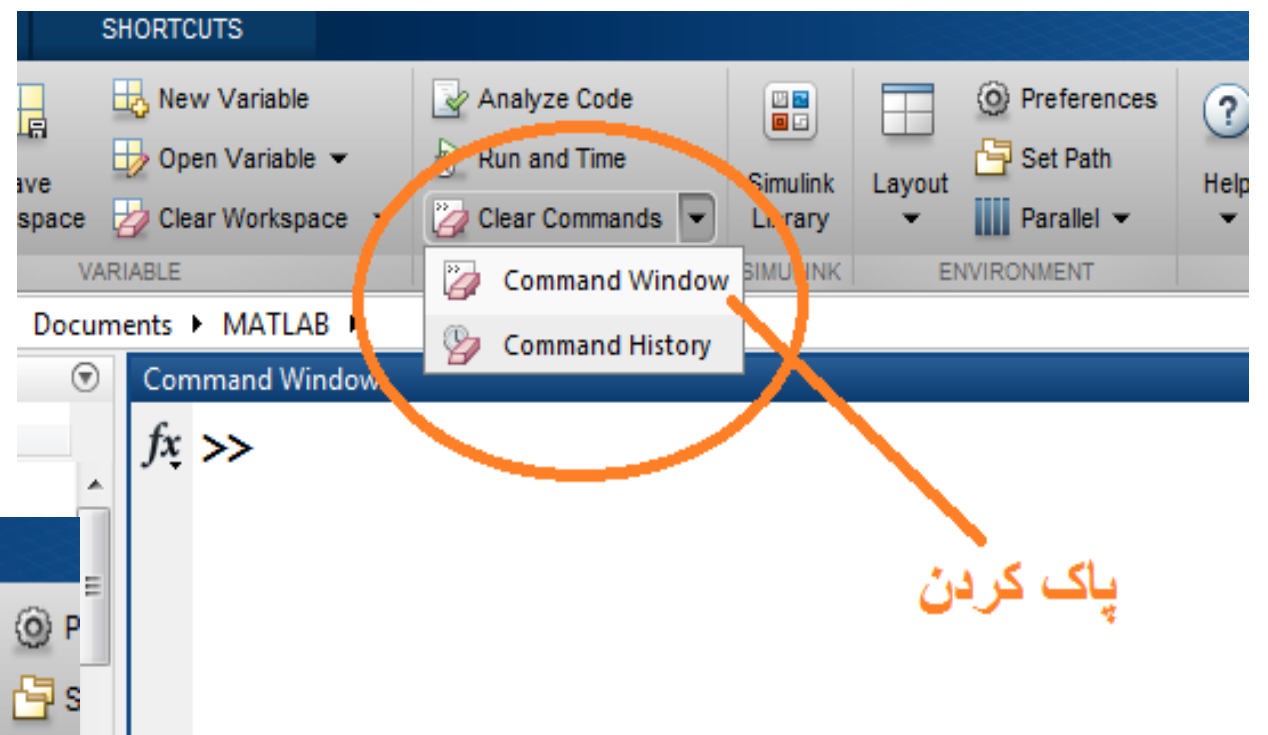 SHORTCUTS
New Variable
Analyze Code
Preferences
Open Variable
Run and Time
Set Path
ave
Simulink
Layout
Help
space
Clear Workspace
Clear Commands
Library
Parallel
VARIABLE
SIMULINK
ENVIRONMENT
Command Window
Documents MATLAB
Command History
Command Window
fx >>
پاک کردن
P
S